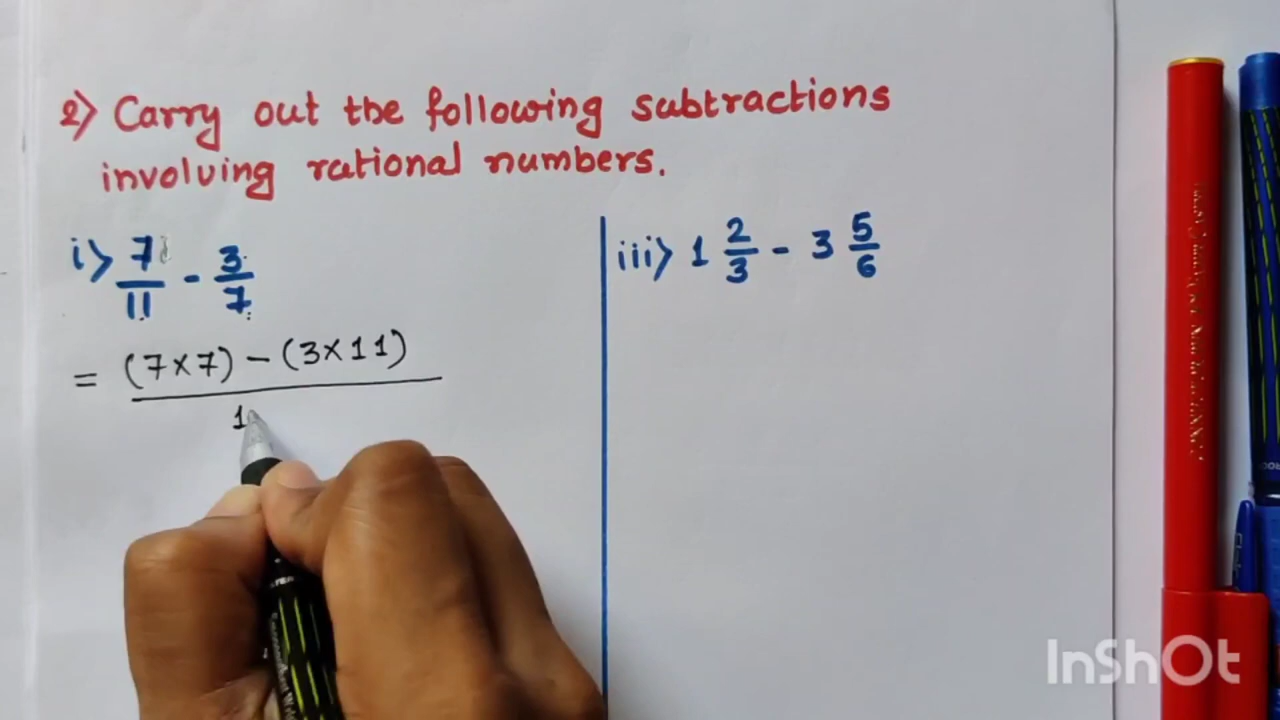 2) Carry out the following subtractions
involving rational numbers.
i) 7/11 - 3/7
= (7×7) - (3×11)
1
iii) 1 2/3 - 3 5/6
InShOt